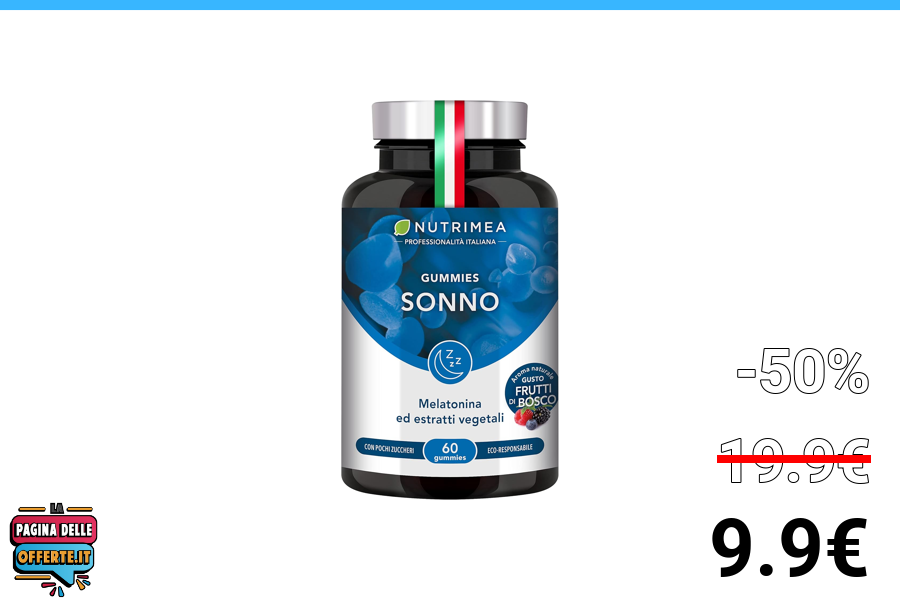 NUTRIMEA
PROFESSIONALITÀ ITALIANA
GUMMIES
SONNO
Z
Z
Z
Aroma naturale
GUSTO
FRUTTI
DI BOSCO
Melatonina
ed estratti vegetali
CON POCHI ZUCCHERI
60
gummies
ECO-RESPONSABILE
-50%
19.9€
9.9€
LA
PAGINA DELLE
OFFERTE.IT